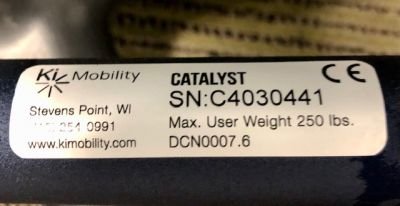 Ki Mobility
Stevens Point, WI
254 0991
www.kimobility.com
CATALYST
CE
SN:C4030441
Max. User Weight 250 lbs.
DCN0007.6